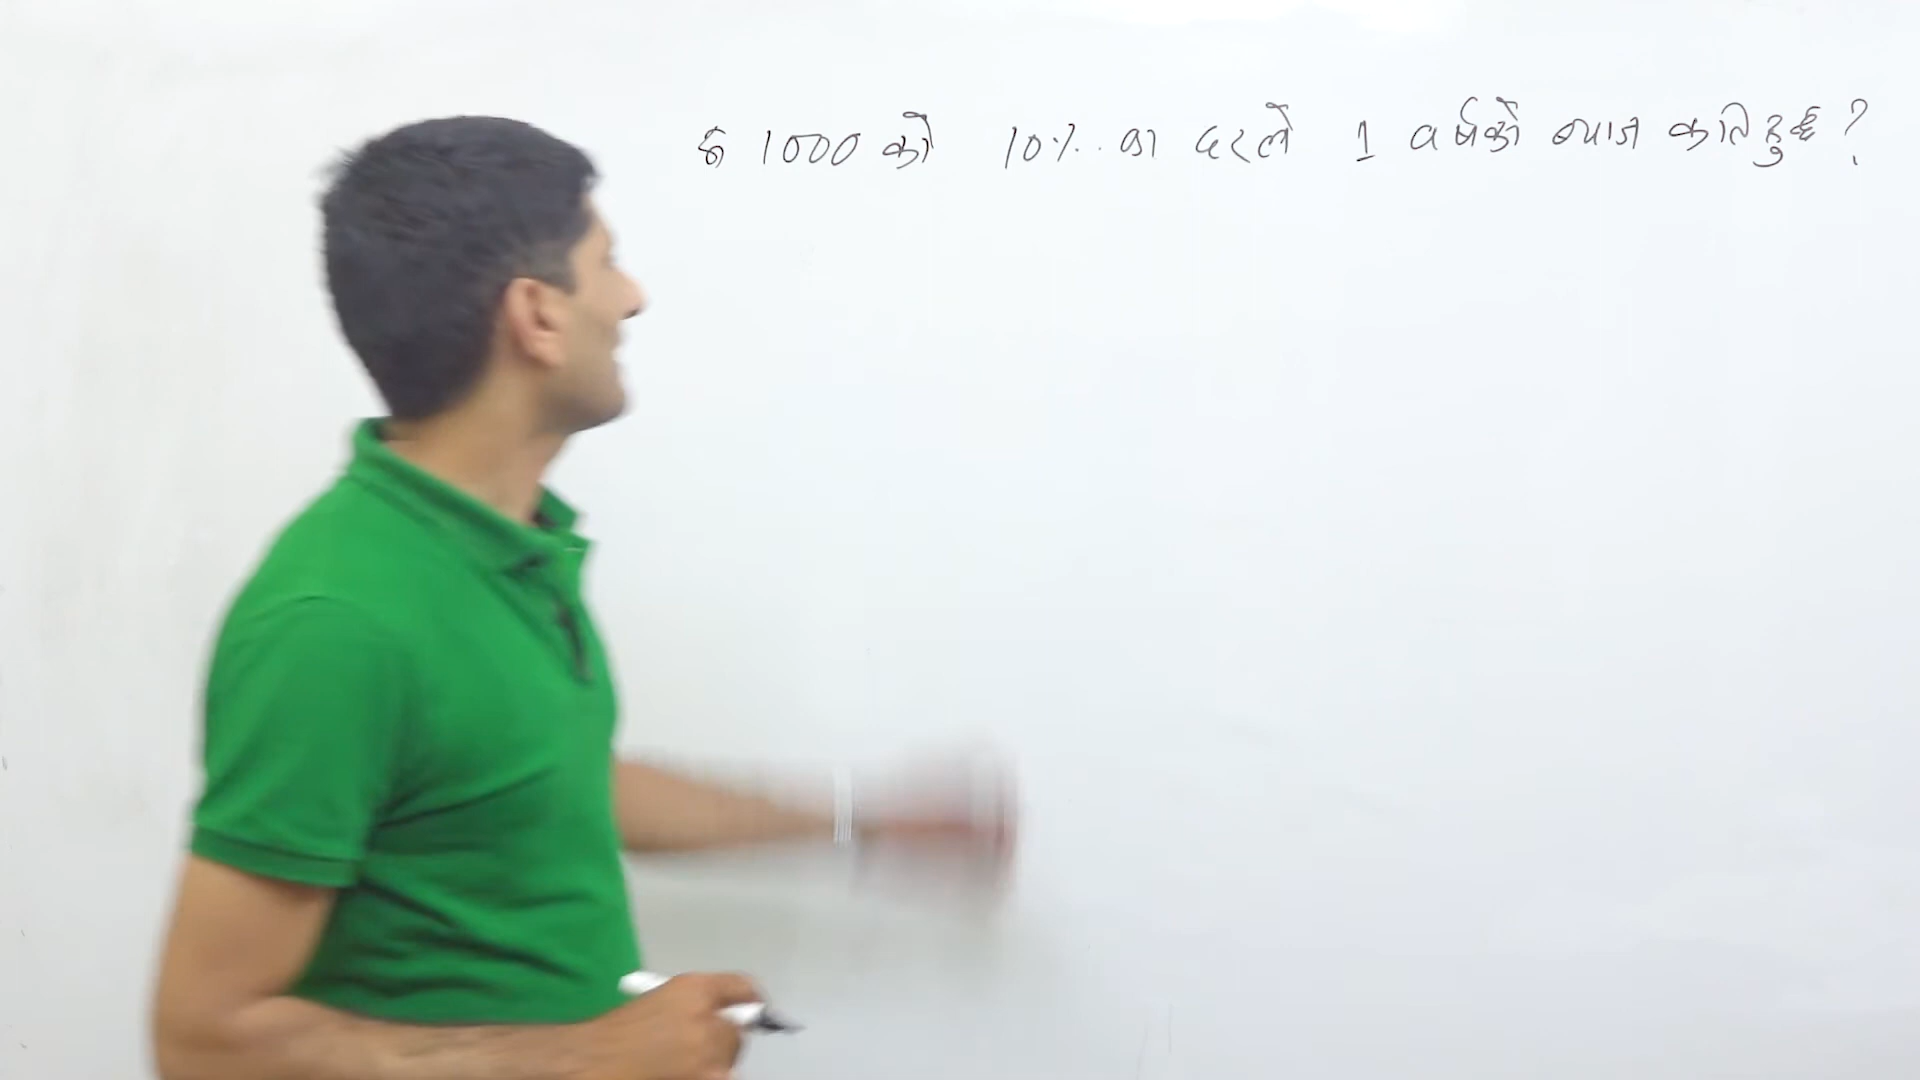 रु 1000 को 10% का दरले 1 वर्षको ब्याज कति हुन्छ ?